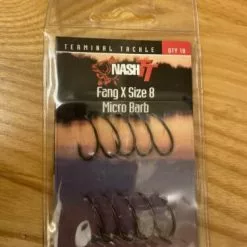 TERMINAL TACKLE QTY 10
NASH TT
Fang X Size 8
Micro Barb